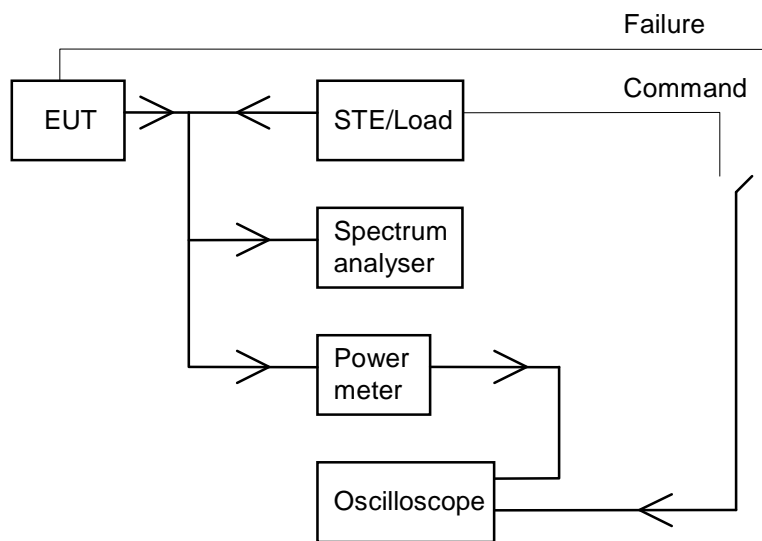 Failure
Command
EUT
STE/Load
Spectrum
analyser
Power
meter
Oscilloscope